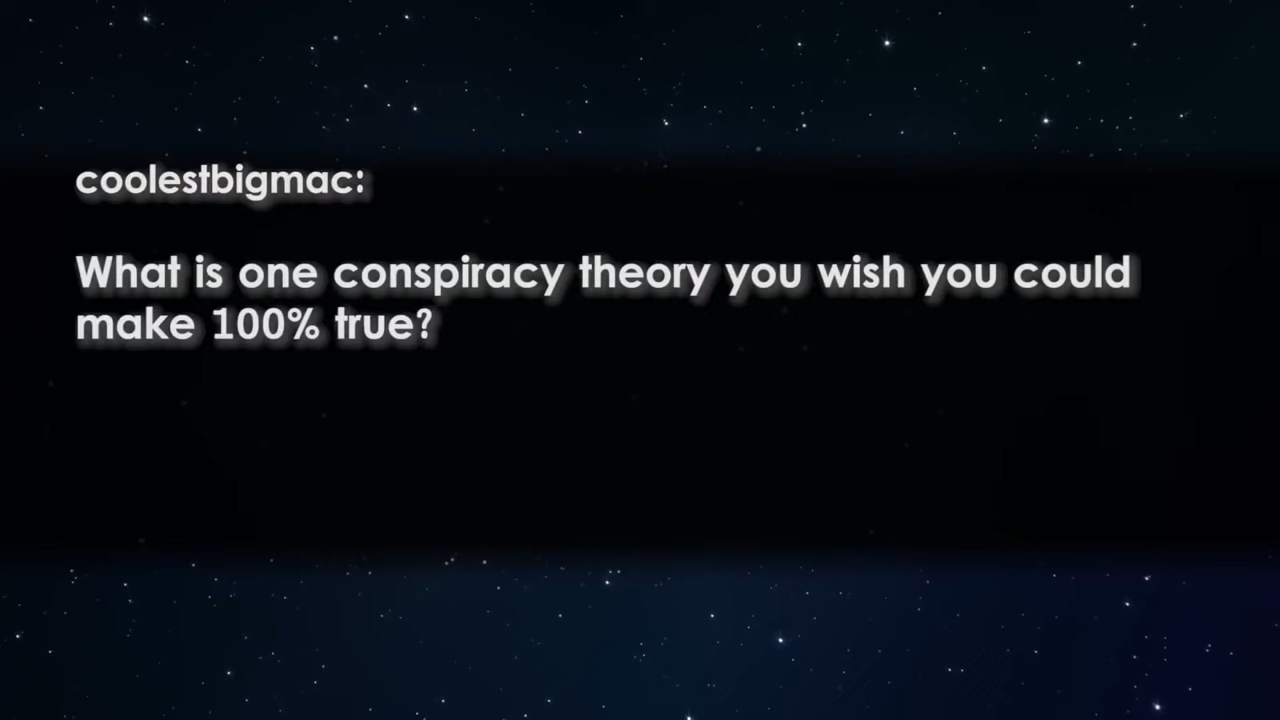 coolestbigmac:
What is one conspiracy theory you wish you could
make 100% true?